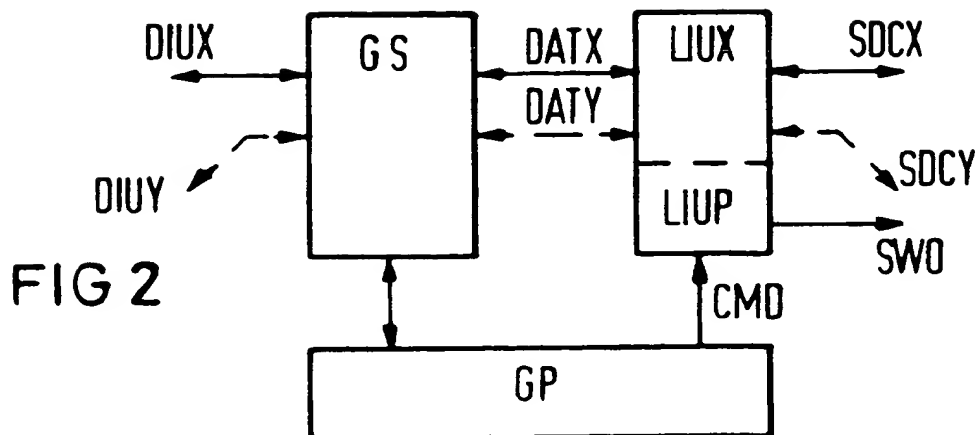 DIUX
GS
DATX
LIUX
SDCX
DATY
DIUY
LIUP
SDCY
SWO
FIG 2
CMD
GP